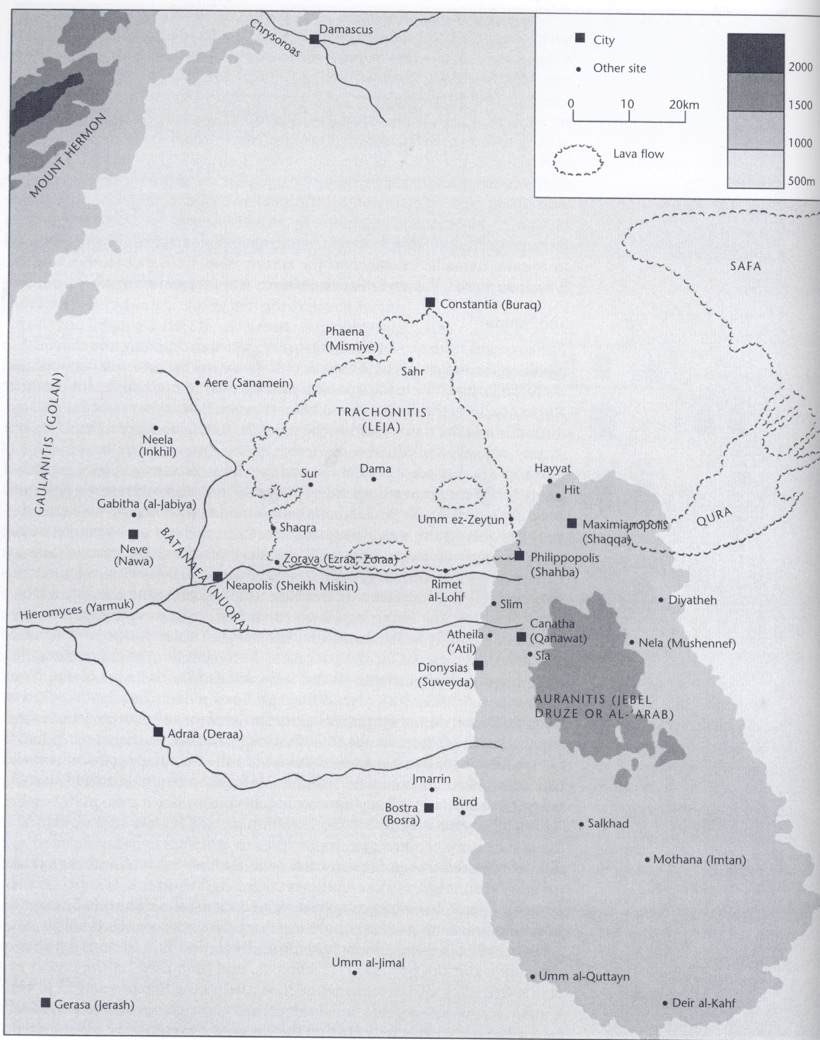 Chrysoroas
Damascus
City
Other site
0 10 20km
Lava flow
2000
1500
1000
500m
MOUNT HERMON
SAFA
Constantia (Buraq)
Phaena
(Mismiye)
Sahr
Aere (Sanamein)
GAULANITIS (GOLAN)
TRACHONITIS
(LEJA)
Neela
(Inkhil)
Sur
Dama
Hayyat
Hit
Gabitha (al-Jabiya)
Umm ez-Zeytun
QURA
Shaqra
Maximianopolis
(Shaqqa)
Neve
(Nawa)
BATANAEA (NUQRA)
Zorava (Ezraa, Zoraa)
Philippopolis
(Shahba)
Neapolis (Sheikh Miskin)
Rimet
al-Lohf
Hieromyces (Yarmuk)
Slim
Diyatheh
Atheila
('Atil)
Canatha
(Qanawat)
Nela (Mushennef)
Sia
Dionysias
(Suweyda)
AURANITIS (JEBEL
DRUZE OR AL-'ARAB)
Adraa (Deraa)
Jmarrin
Bostra
(Bosra)
Burd
Salkhad
Mothana (Imtan)
Umm al-Jimal
Umm al-Quttayn
Gerasa (Jerash)
Deir al-Kahf